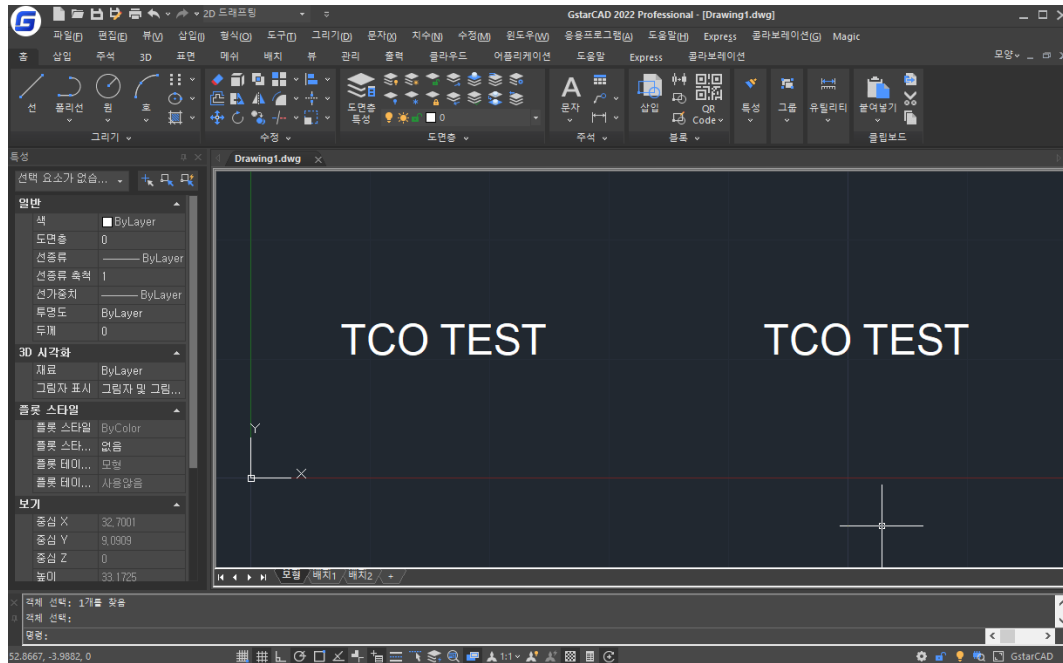 GstarCAD 2022 Professional - [Drawing1.dwg]
2D 드래프팅
파일(F) 편집(E) 뷰(V) 삽입(I) 형식(O) 도구(T) 그리기(D) 문자(X) 치수(N) 수정(M) 윈도우(W) 응용프로그램(A) 도움말(H) Express 콜라보레이션(G) Magic
홈 삽입 주석 3D 표면 메쉬 배치 뷰 관리 출력 클라우드 어플리케이션 도움말 Express 콜라보레이션 모양
선 폴리선 원 호 도면층 특성 0 문자 삽입 QR Code 특성 그룹 유틸리티 붙여넣기
그리기 수정 도면층 주석 블록 클립보드
특성
Drawing1.dwg
선택 요소가 없습...
일반
색 ByLayer
도면층 0
선종류 ByLayer
선종류 축척 1
선가중치 ByLayer
투명도 ByLayer
두께 0
3D 시각화
재료 ByLayer
그림자 표시 그림자 및 그림...
플롯 스타일
플롯 스타일 ByColor
플롯 스타... 없음
플롯 테이... 모형
플롯 테이... 사용않음
보기
중심 X 32.7001
중심 Y 9.0909
중심 Z 0
높이 33.1725
TCO TEST TCO TEST
Y
X
모형 배치1 배치2 +
객체 선택: 1개를 찾음
객체 선택:
명령:
52.8667, -3.9882, 0
1:1
GstarCAD